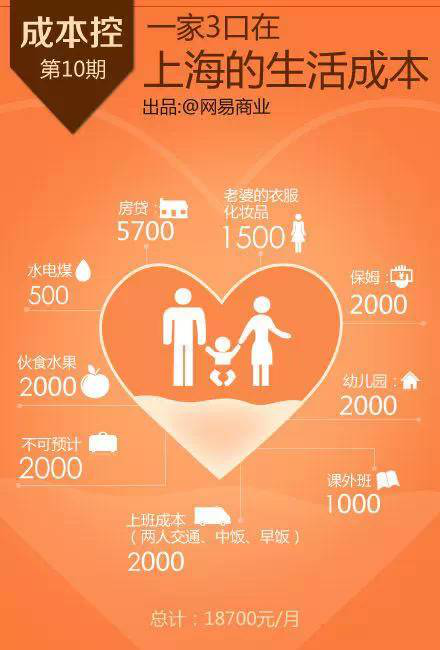 成本控
第10期
一家3口在
上海的生活成本
出品:@网易商业
房贷:
5700
老婆的衣服
化妆品
1500
水电煤
500
保姆:
¥
2000
伙食水果
2000
幼儿园:
2000
不可预计
2000
课外班
1000
上班成本
（两人交通、中饭、早饭）
2000
总计：18700元/月